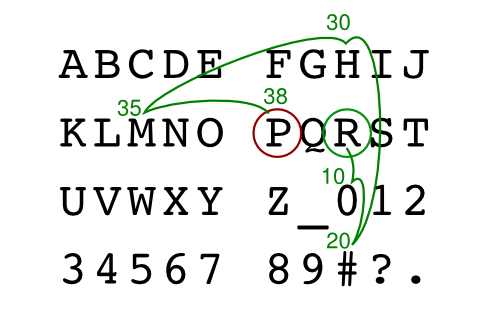 30
ABCDE FGHIJ
35 38
KLMNO PQRST
10
UVWXY Z_012
20
34567 89#?.